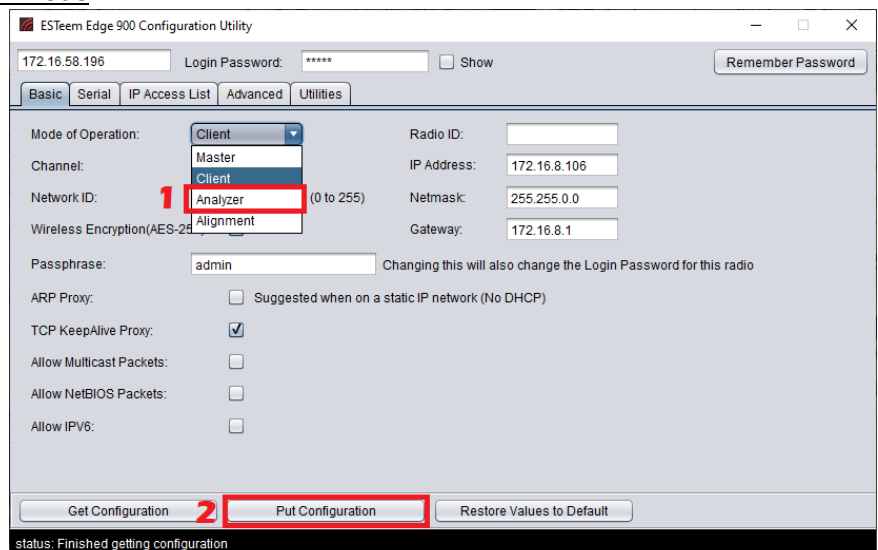 ESTeem Edge 900 Configuration Utility
172.16.58.196 Login Password: ***** Show Remember Password
Basic Serial IP Access List Advanced Utilities
Mode of Operation: Client Radio ID:
Master
Channel: IP Address: 172.16.8.106
Client
Network ID: 1 Analyzer (0 to 255) Netmask: 255.255.0.0
Alignment
Wireless Encryption(AES-25 Gateway: 172.16.8.1
Passphrase: admin Changing this will also change the Login Password for this radio
ARP Proxy: Suggested when on a static IP network (No DHCP)
TCP KeepAlive Proxy:
Allow Multicast Packets:
Allow NetBIOS Packets:
Allow IPV6:
Get Configuration 2 Put Configuration Restore Values to Default
status: Finished getting configuration